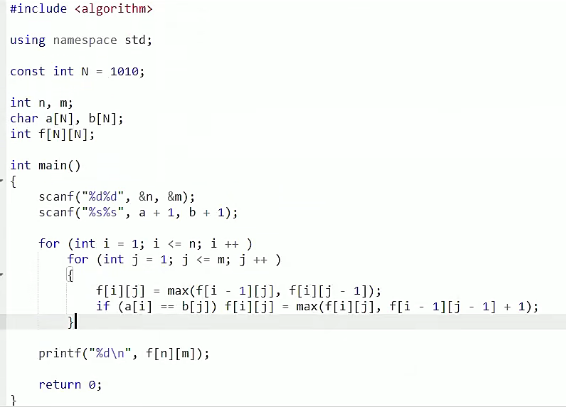 #include <algorithm>
using namespace std;
const int N = 1010;
int n, m;
char a[N], b[N];
int f[N][N];
int main()
{
scanf("%d%d", &n, &m);
scanf("%s%s", a + 1, b + 1);
for (int i = 1; i <= n; i ++ )
for (int j = 1; j <= m; j ++ )
{
f[i][j] = max(f[i - 1][j], f[i][j - 1]);
if (a[i] == b[j]) f[i][j] = max(f[i][j], f[i - 1][j - 1] + 1);
}
printf("%d\n", f[n][m]);
return 0;
}